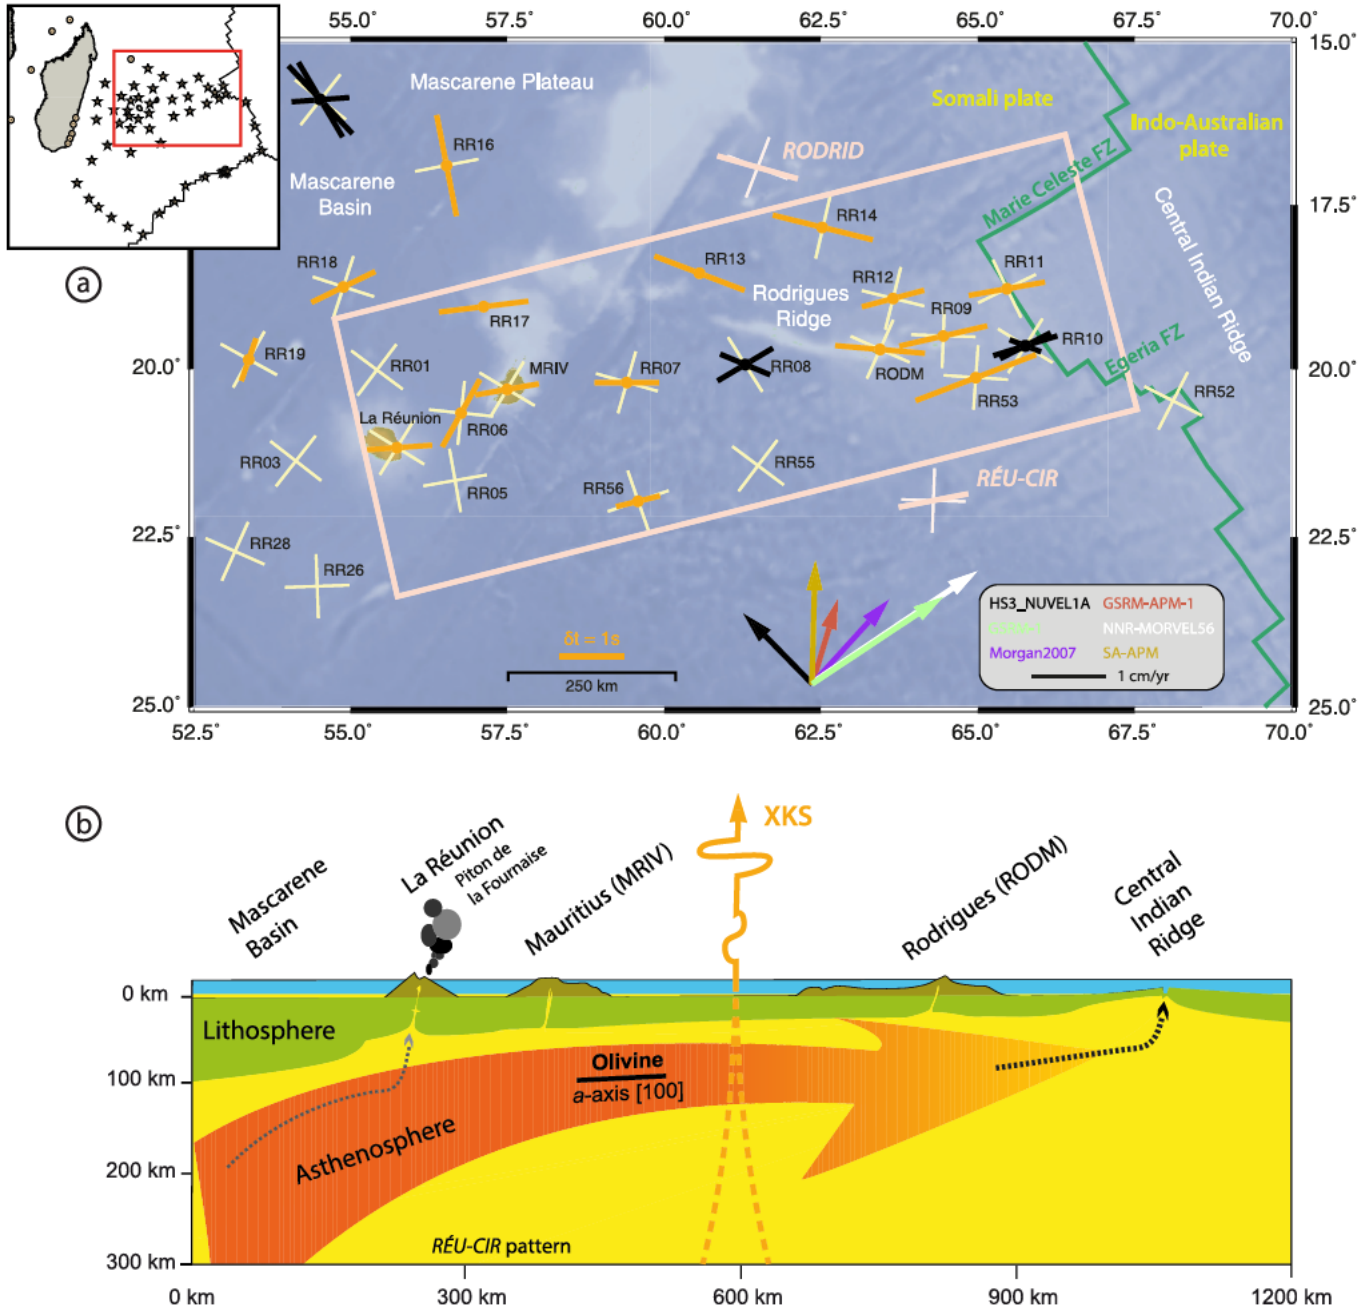 55.0° 57.5° 60.0° 62.5° 65.0° 67.5° 70.0°
15.0°
Mascarene Plateau
Somali plate
Indo-Australian
plate
RR16
RODRID
Marie Celeste FZ
Mascarene
Basin
Central Indian Ridge
17.5°
RR14
RR18
RR13
RR12
RR11
a
Rodrigues
Ridge
RR09
RR17
RR10
RR19
RR01
MRIV
RR07
RR08
RODM
Egeria FZ
20.0°
20.0°
RR53
RR52
La Réunion
RR06
RR03
RR05
RR55
RÉU-CIR
RR56
22.5°
22.5°
RR28
RR26
HS3_NUVEL1A GSRM-APM-1
NNR-MORVEL56
Morgan2007 SA-APM
1 cm/yr
δt = 1s
250 km
25.0°
25.0°
52.5° 55.0° 57.5° 60.0° 62.5° 65.0° 67.5° 70.0°
b
XKS
Mascarene
Basin
La Réunion
Piton de
la Fournaise
Mauritius (MRIV)
Rodrigues (RODM)
Central
Indian
Ridge
0 km
Lithosphere
Olivine
a-axis [100]
100 km
Asthenosphere
200 km
RÉU-CIR pattern
300 km
0 km 300 km 600 km 900 km 1200 km